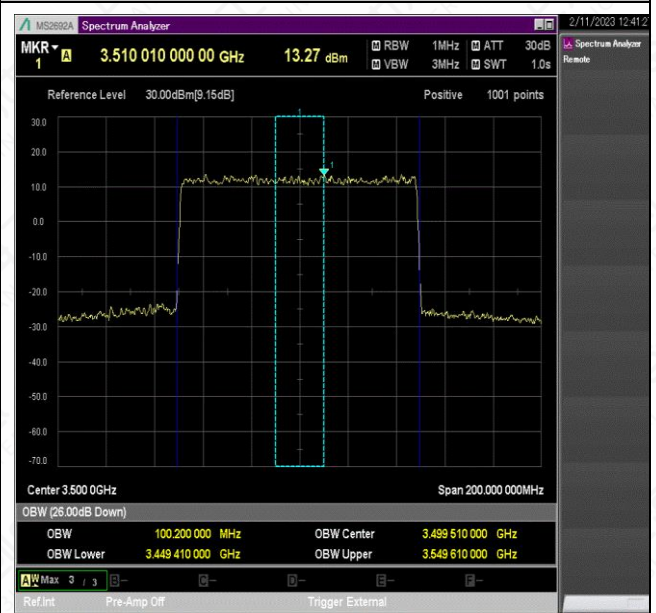 MS2692A Spectrum Analyzer
2/11/2023 12:41:2
MKR A 3.510 010 000 00 GHz 13.27 dBm M RBW 1MHz M ATT 30dB
1 M VBW 3MHz M SWT 1.0s
Spectrum Analyzer
Remote
Reference Level 30.00dBm[9.15dB] Positive 1001 points
1
30.0
20.0
1
10.0
0.0
-10.0
-20.0
-30.0
-40.0
-50.0
-60.0
-70.0
Center 3.500 0GHz Span 200.000 000MHz
OBW (26.00dB Down)
OBW 100.200 000 MHz OBW Center 3.499 510 000 GHz
OBW Lower 3.449 410 000 GHz OBW Upper 3.549 610 000 GHz
A W Max 3 / 3 B- C- D- E- F-
Ref.Int Pre-Amp Off Trigger External